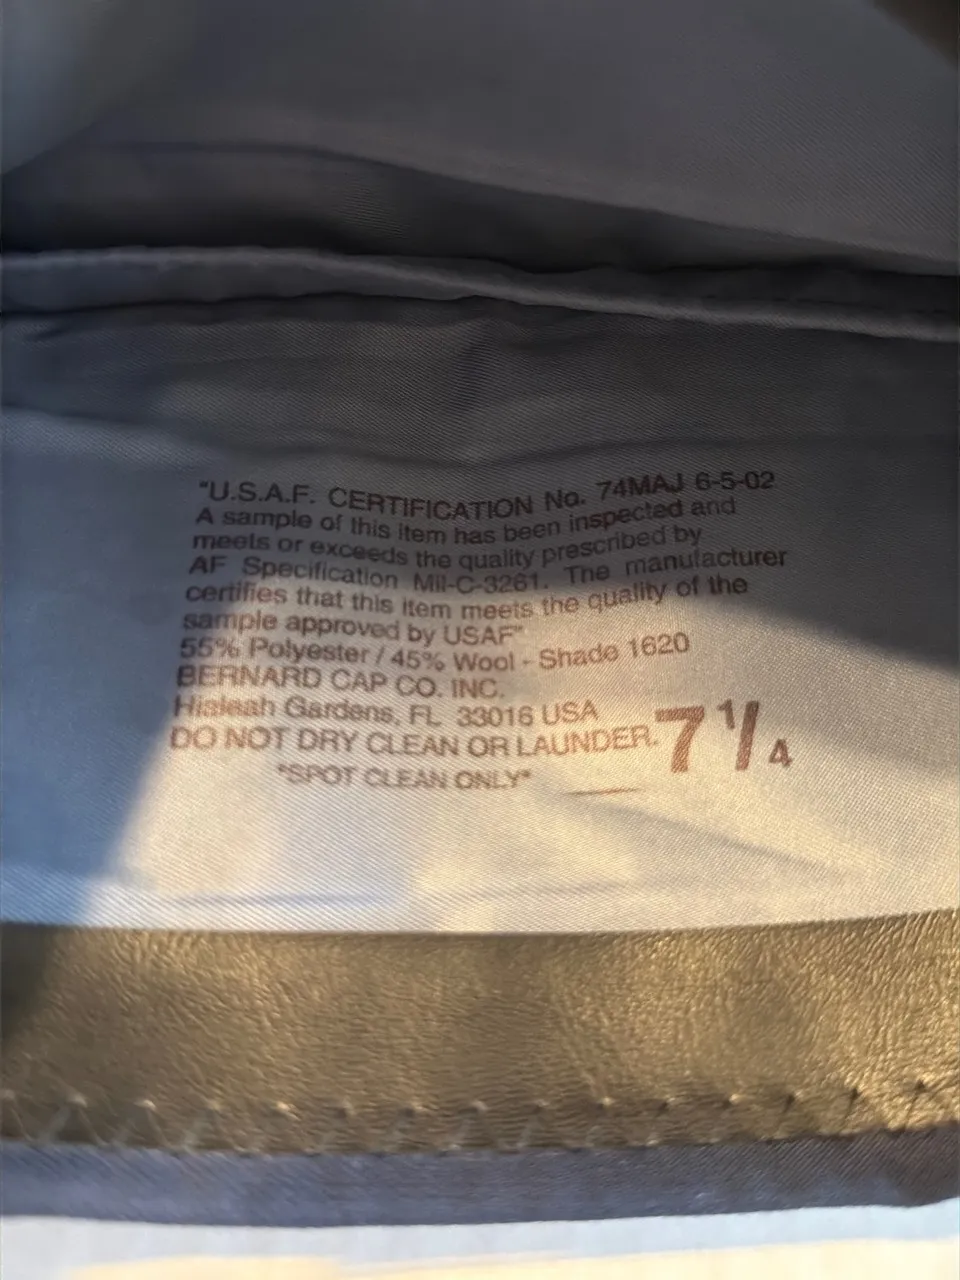 "U.S.A.F. CERTIFICATION No. 74MAJ 6-5-02
A sample of this item has been inspected and
meets or exceeds the quality prescribed by
AF Specification Mil-C-3261. The manufacturer
certifies that this item meets the quality of the
sample approved by USAF"
55% Polyester / 45% Wool - Shade 1620
BERNARD CAP CO. INC.
Hialeah Gardens, FL 33016 USA
DO NOT DRY CLEAN OR LAUNDER.
"SPOT CLEAN ONLY"
7 1/4